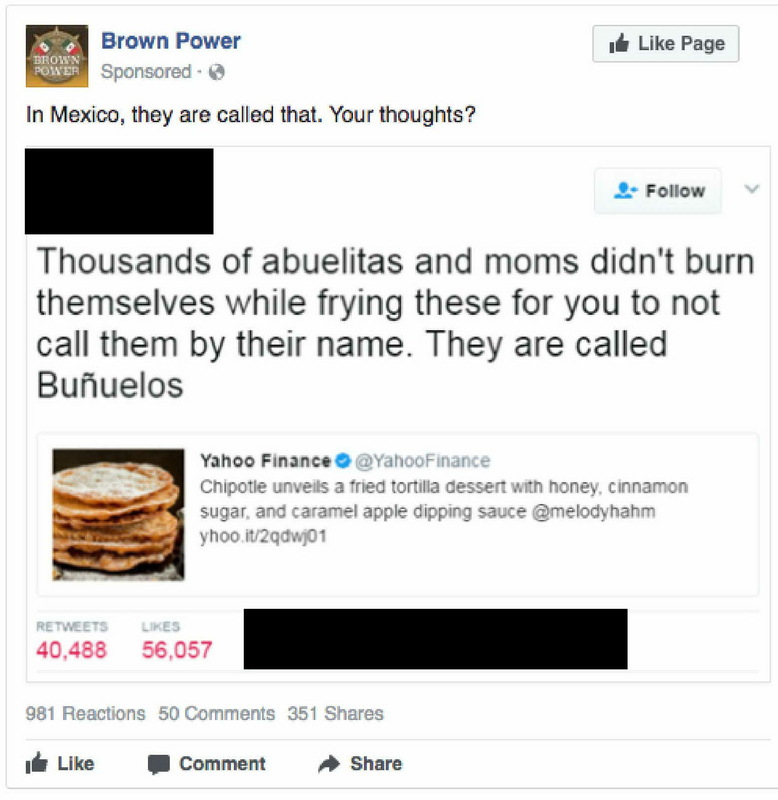 Brown Power
Like Page
BROWN
POWER
Sponsored ·
In Mexico, they are called that. Your thoughts?
Follow
Thousands of abuelitas and moms didn't burn
themselves while frying these for you to not
call them by their name. They are called
Buñuelos
Yahoo Finance @YahooFinance
Chipotle unveils a fried tortilla dessert with honey, cinnamon
sugar, and caramel apple dipping sauce @melodyhahm
yhoo.it/2qdwj01
RETWEETS LIKES
40,488 56,057
981 Reactions 50 Comments 351 Shares
Like Comment Share